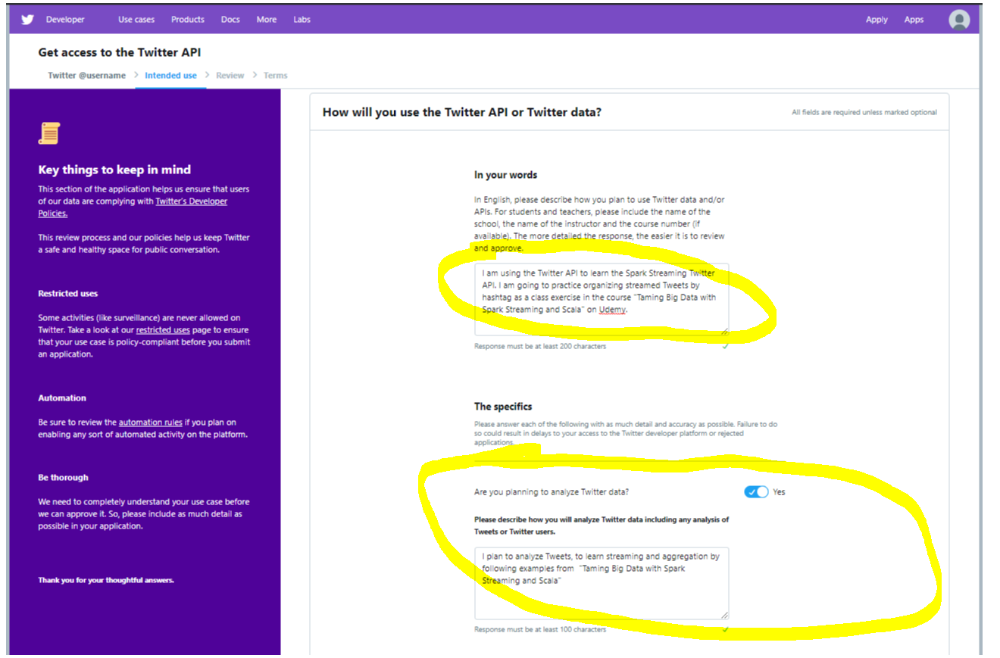 Developer Use cases Products Docs More Labs Apply Apps
Get access to the Twitter API
Twitter @username > Intended use > Review > Terms
Key things to keep in mind
This section of the application helps us ensure that users
of our data are complying with Twitter's Developer
Policies.
This review process and our policies help us keep Twitter
a safe and healthy space for public conversation.
Restricted uses
Some activities (like surveillance) are never allowed on
Twitter. Take a look at our restricted uses page to ensure
that your use case is policy-compliant before you submit
an application.
Automation
Be sure to review the automation rules if you plan on
enabling any sort of automated activity on the platform.
Be thorough
We need to completely understand your use case before
we can approve it. So, please include as much detail as
possible in your application.
Thank you for your thoughtful answers.
How will you use the Twitter API or Twitter data?
All fields are required unless marked optional
In your words
In English, please describe how you plan to use Twitter data and/or
APIs. For students and teachers, please include the name of the
school, the name of the instructor and the course number (if
available). The more detailed the response, the easier it is to review
and approve.
I am using the Twitter API to learn the Spark Streaming Twitter
API. I am going to practice organizing streamed Tweets by
hashtag as a class exercise in the course "Taming Big Data with
Spark Streaming and Scala" on Udemy.
Response must be at least 200 characters
The specifics
Please answer each of the following with as much detail and accuracy as possible. Failure to do
so could result in delays to your access to the Twitter developer platform or rejected
applications.
Are you planning to analyze Twitter data? Yes
Please describe how you will analyze Twitter data including any analysis of
Tweets or Twitter users.
I plan to analyze Tweets, to learn streaming and aggregation by
following examples from "Taming Big Data with Spark
Streaming and Scala"
Response must be at least 100 characters